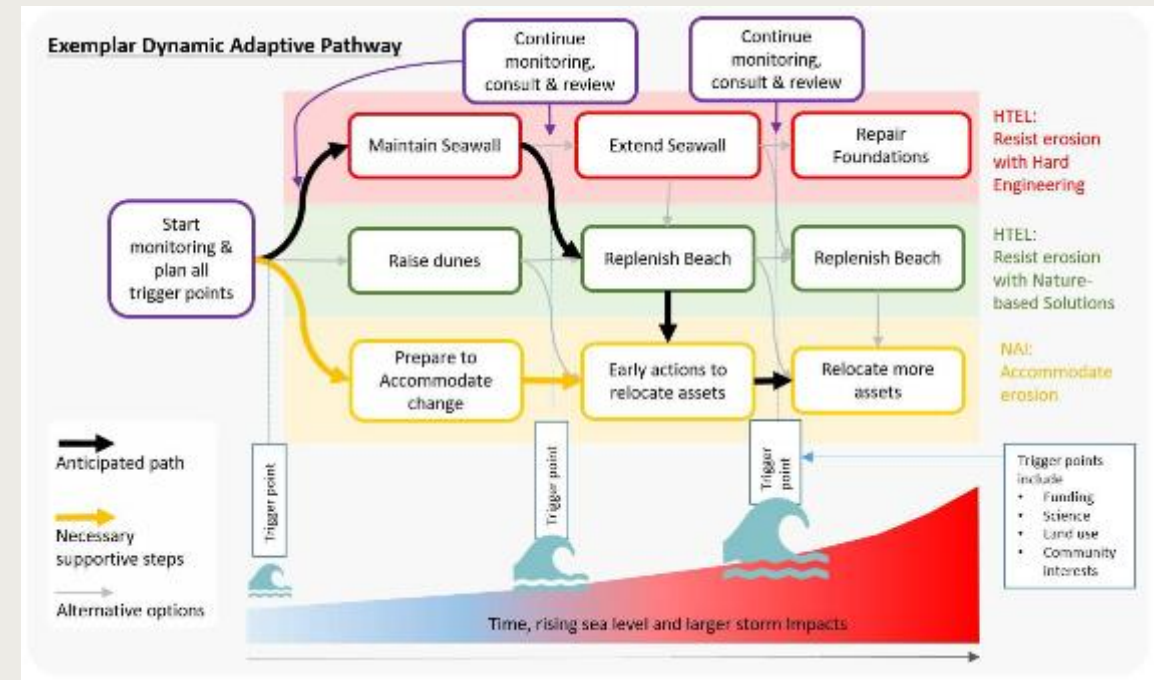 Exemplar Dynamic Adaptive Pathway
Continue
monitoring,
consult & review
Continue
monitoring,
consult & review
Maintain Seawall
Extend Seawall
Repair
Foundations
HTEL:
Resist erosion
with Hard
Engineering
Start
monitoring &
plan all
trigger points
Raise dunes
Replenish Beach
Replenish Beach
HTEL:
Resist erosion
with Nature-
based Solutions
Prepare to
Accommodate
change
Early actions to
relocate assets
Relocate more
assets
NAI:
Accommodate
erosion
Anticipated path
Necessary
supportive steps
Alternative options
Trigger point
Trigger point
Trigger
point
Trigger points
include
• Funding
• Science
• Land use
• Community
Interests
Time, rising sea level and larger storm Impacts